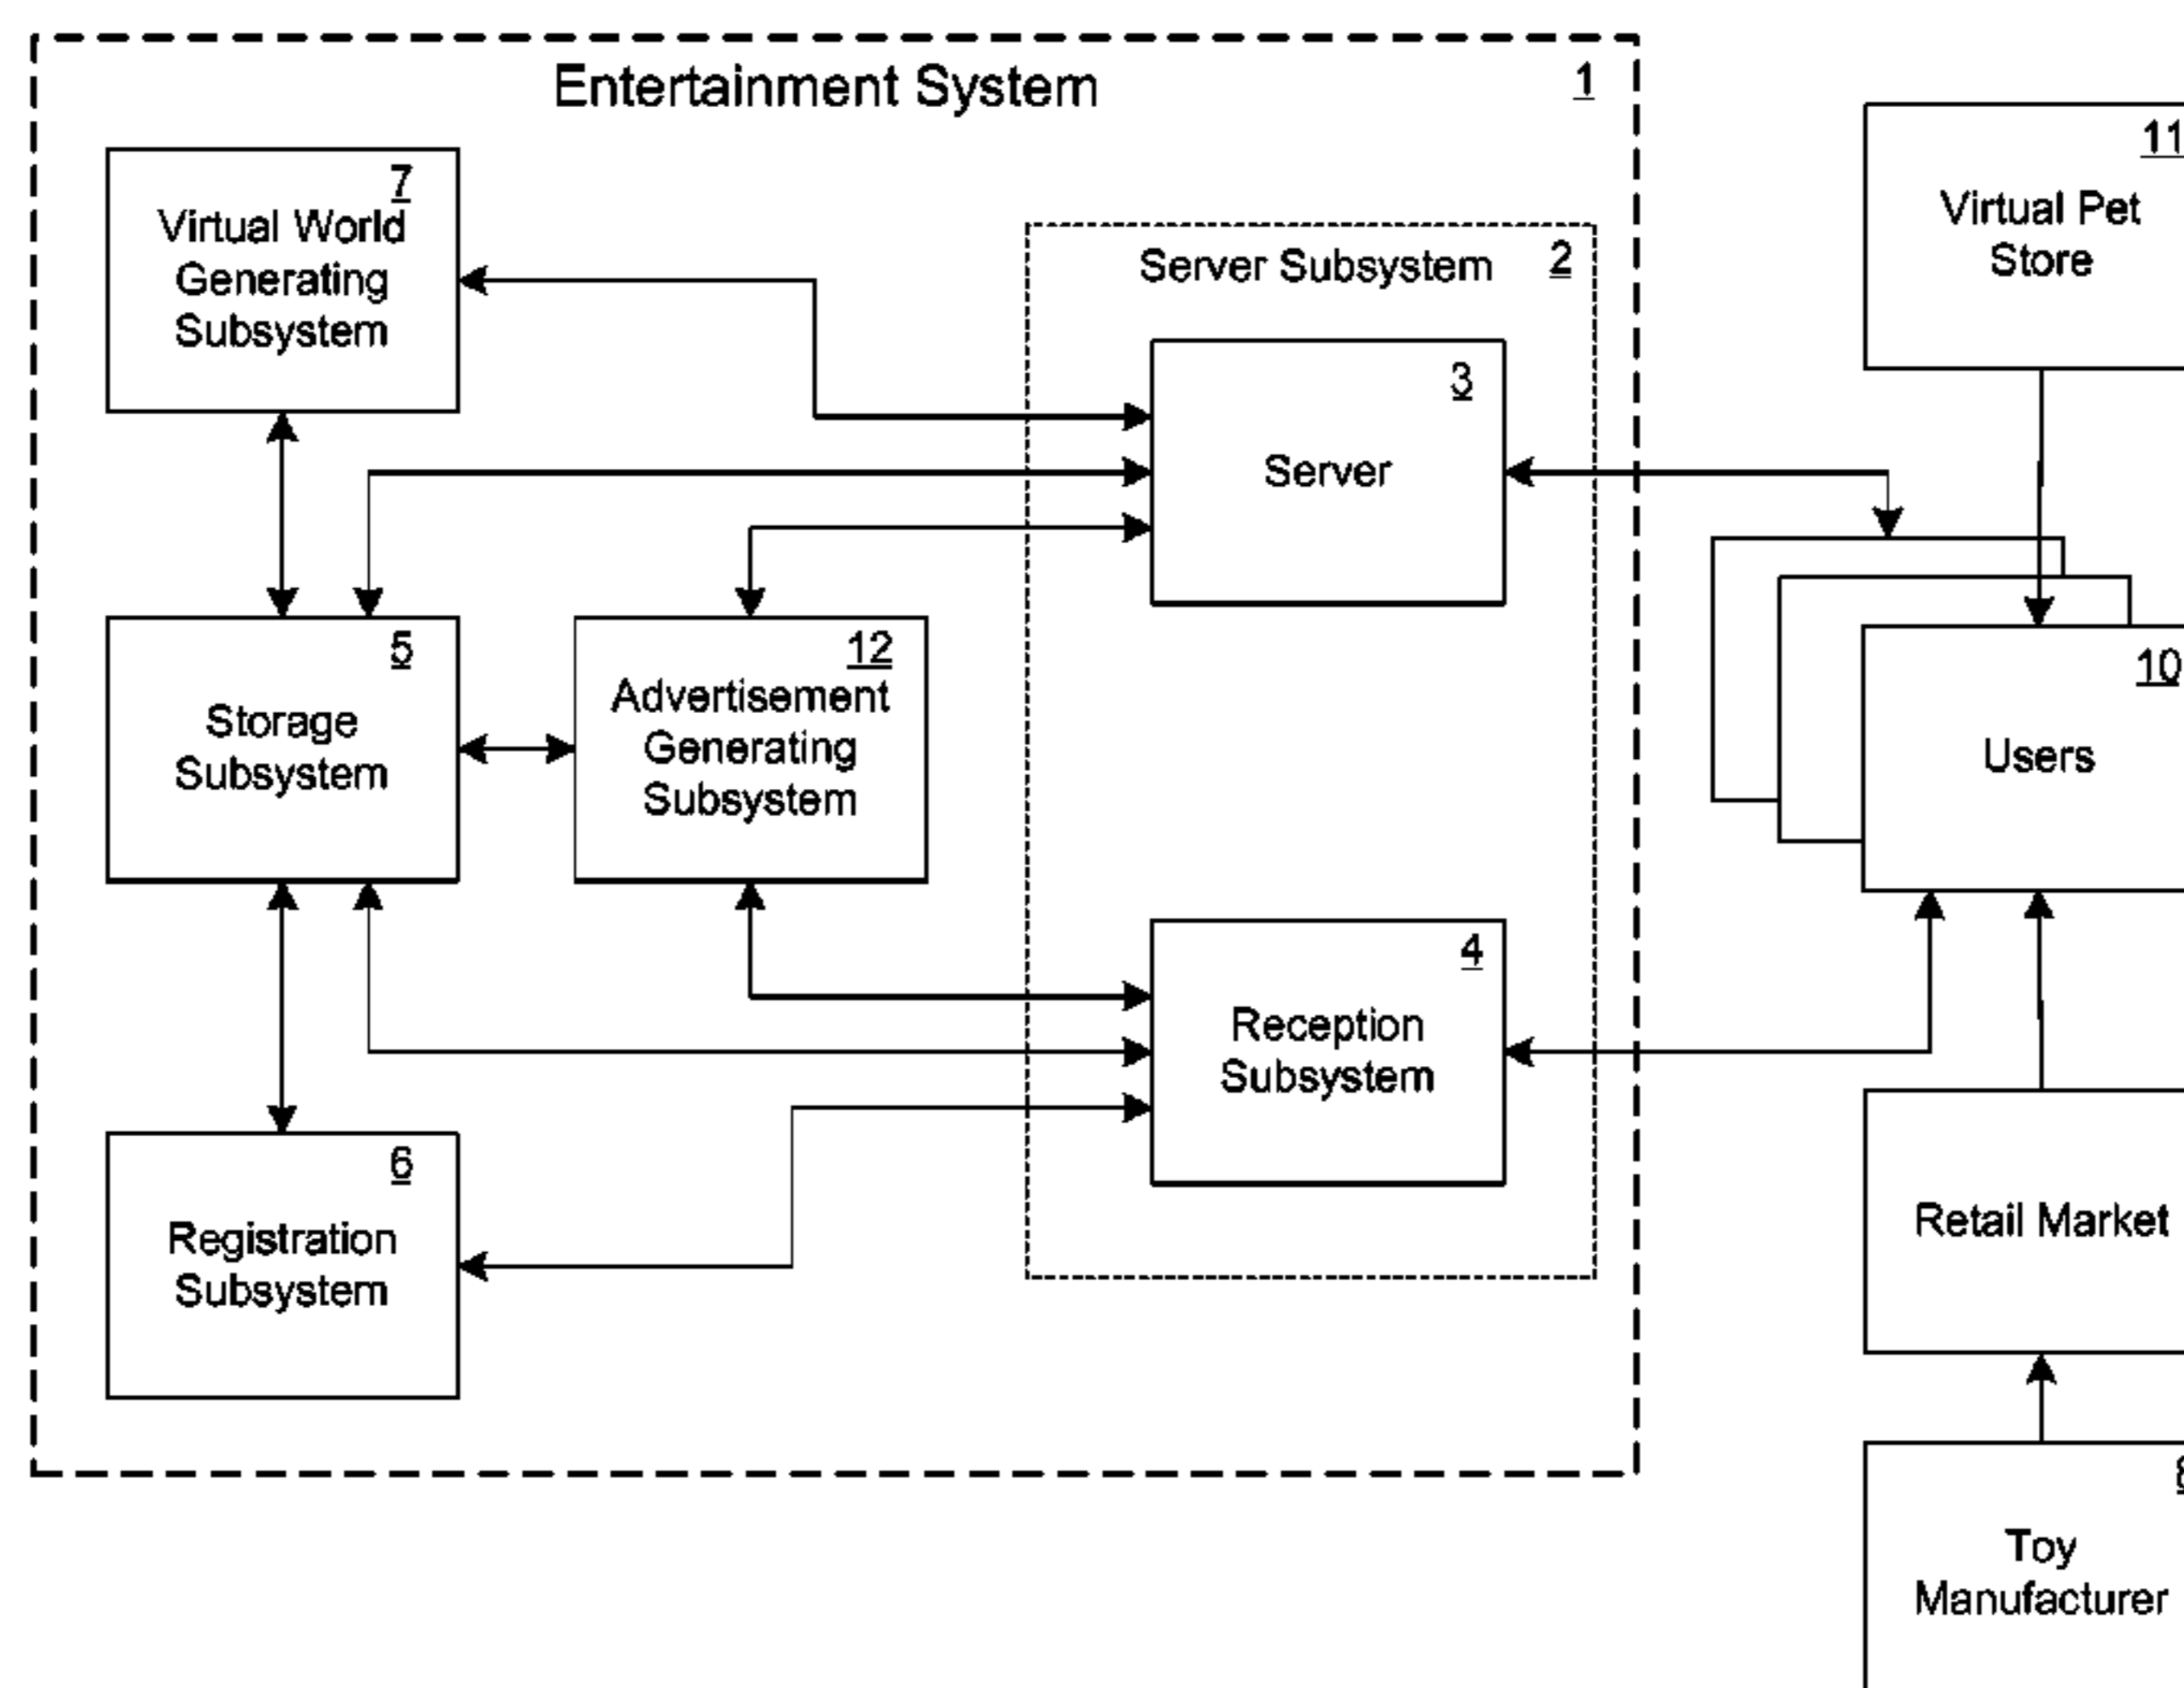 Entertainment System
1
7
Virtual World
Generating
Subsystem
Server Subsystem
2
3
Server
11
Virtual Pet
Store
5
Storage
Subsystem
12
Advertisement
Generating
Subsystem
10
Users
4
Reception
Subsystem
6
Registration
Subsystem
Retail Market
Toy
Manufacturer